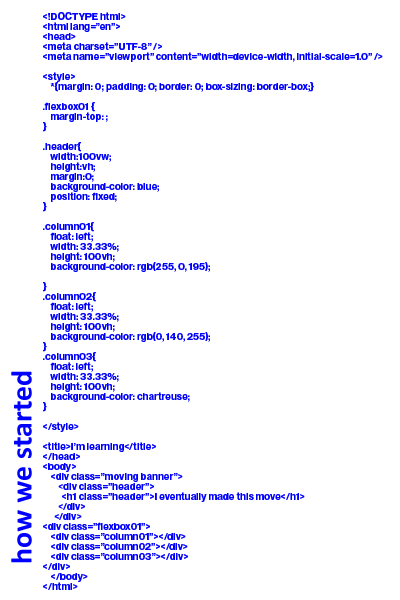 <!DOCTYPE html>
<html lang="en">
<head>
<meta charset="UTF-8" />
<meta name="viewport" content="width=device-width, initial-scale=1.0" />
<style>
*{margin: 0; padding: 0; border: 0; box-sizing: border-box;}
.flexbox01 {
margin-top: ;
}
.header{
width:100vw;
height:vh;
margin:0;
background-color: blue;
position: fixed;
}
.column01{
float: left;
width: 33.33%;
height: 100vh;
background-color: rgb(255, 0, 195);
}
.column02{
float: left;
width: 33.33%;
height: 100vh;
background-color: rgb(0, 140, 255);
}
.column03{
float: left;
width: 33.33%;
height: 100vh;
background-color: chartreuse;
}
</style>
<title>I'm learning</title>
</head>
<body>
<div class="moving banner">
<div class="header">
<h1 class="header">I eventually made this move</h1>
</div>
</div>
<div class="flexbox01">
<div class="column01"></div>
<div class="column02"></div>
<div class="column03"></div>
</div>
</body>
</html>
how we started